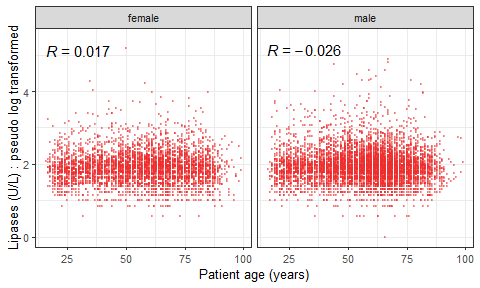 female
male
R = 0.017
R = −0.026
Lipases (U/L) : pseudo log transformed
4
2
0
25
50
75
100
25
50
75
100
Patient age (years)